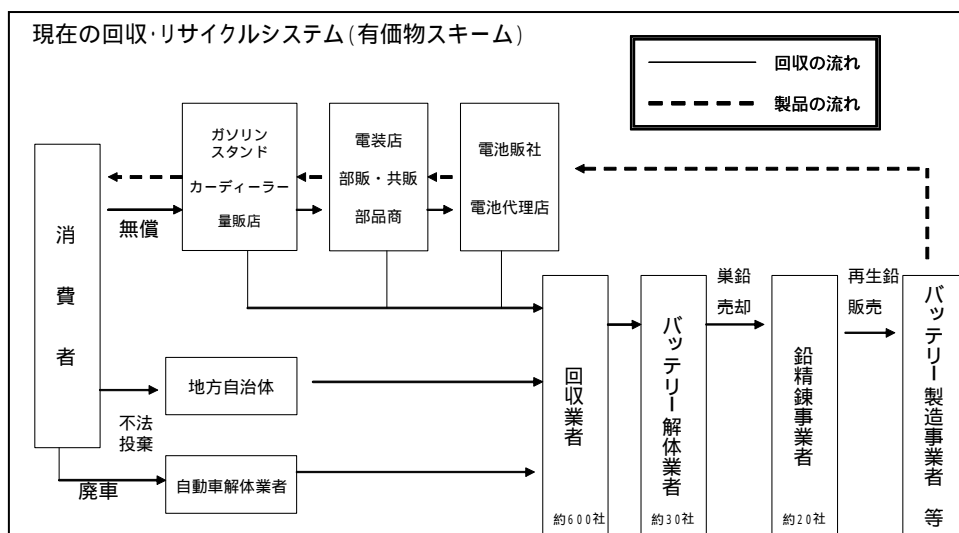 現在の回収･リサイクルシステム(有価物スキーム)
回収の流れ
製品の流れ
ガソリン
スタンド
カーディーラー
量販店
電装店
部販・共販
部品商
電池販社
電池代理店
消費者
無償
地方自治体
不法
投棄
自動車解体業者
廃車
回収業者
約600社
バッテリー解体業者
約30社
巣鉛
売却
鉛精錬事業者
約20社
再生鉛
販売
バッテリー製造事業者 等